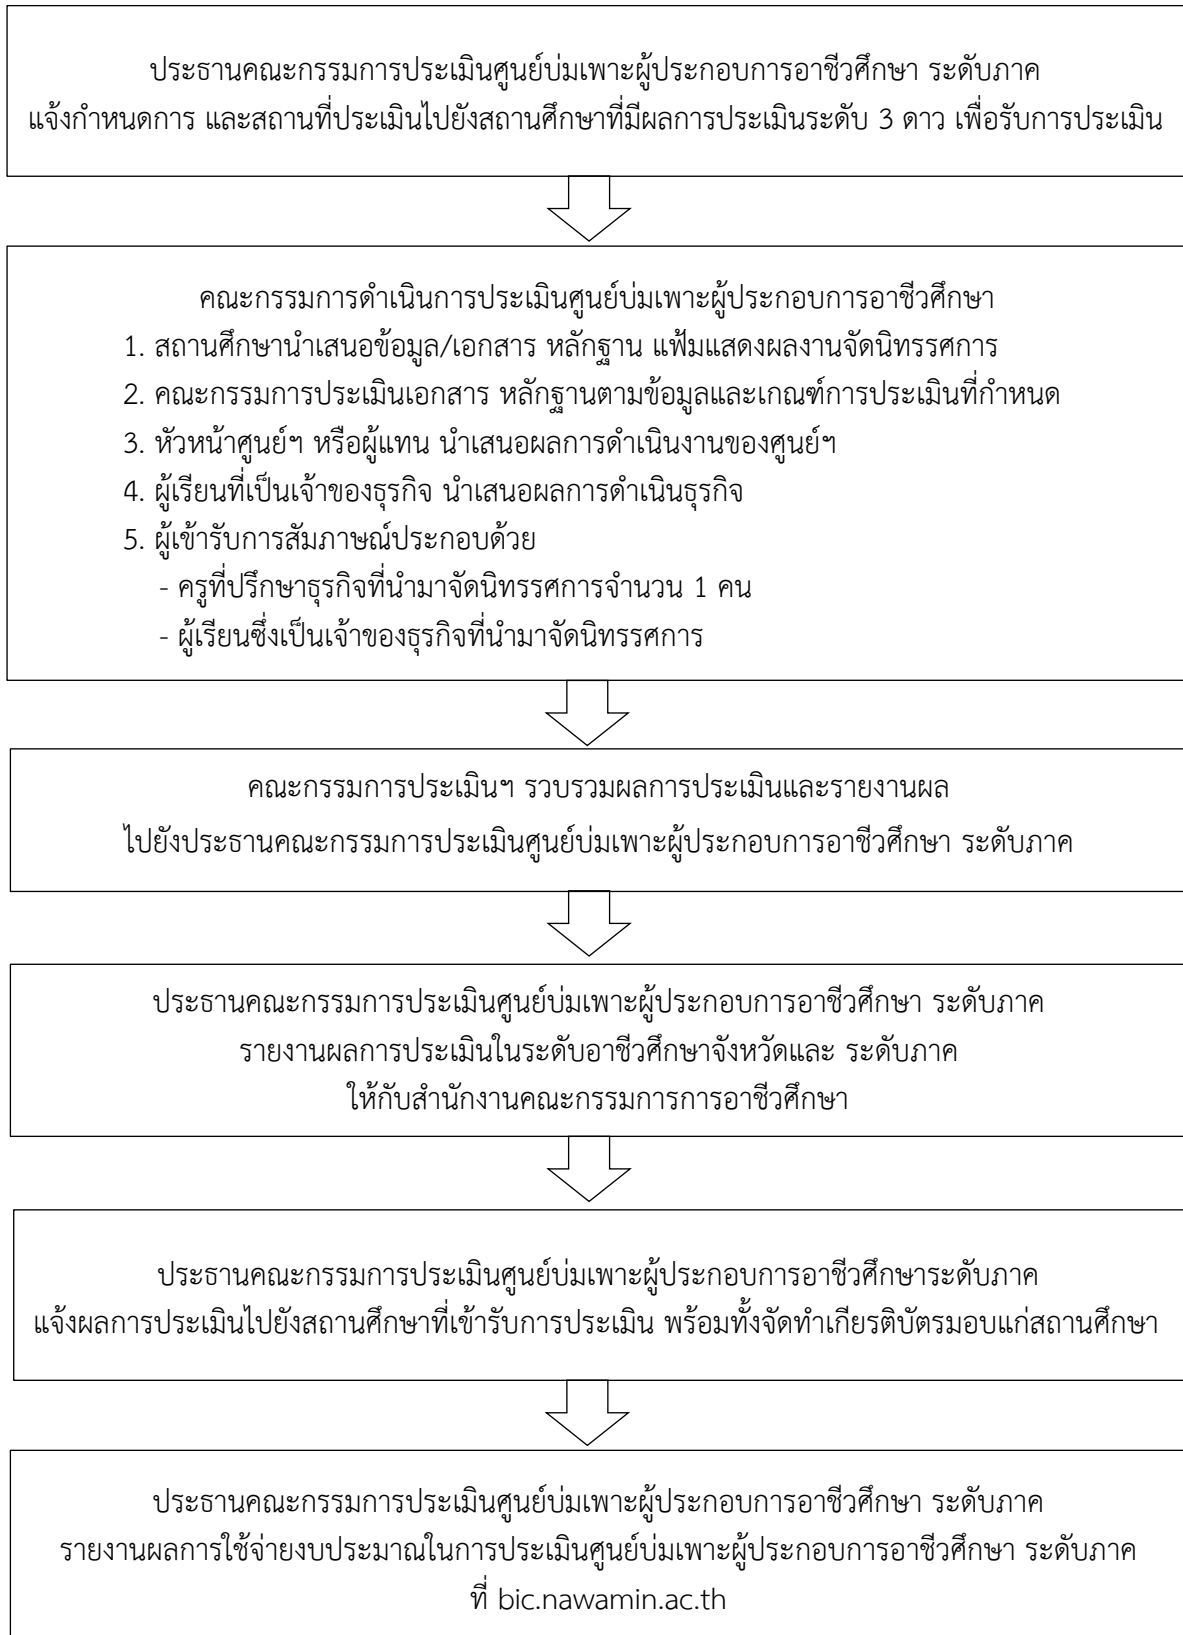 ประธานคณะกรรมการประเมินศูนย์บ่มเพาะผู้ประกอบการอาชีวศึกษา ระดับภาค
แจ้งกำหนดการ และสถานที่ประเมินไปยังสถานศึกษาที่มีผลการประเมินระดับ 3 ดาว เพื่อรับการประเมิน
คณะกรรมการดำเนินการประเมินศูนย์บ่มเพาะผู้ประกอบการอาชีวศึกษา
1. สถานศึกษานำเสนอข้อมูล/เอกสาร หลักฐาน แฟ้มแสดงผลงานจัดนิทรรศการ
2. คณะกรรมการประเมินเอกสาร หลักฐานตามข้อมูลและเกณฑ์การประเมินที่กำหนด
3. หัวหน้าศูนย์ฯ หรือผู้แทน นำเสนอผลการดำเนินงานของศูนย์ฯ
4. ผู้เรียนที่เป็นเจ้าของธุรกิจ นำเสนอผลการดำเนินธุรกิจ
5. ผู้เข้ารับการสัมภาษณ์ประกอบด้วย
- ครูที่ปรึกษาธุรกิจที่นำมาจัดนิทรรศการจำนวน 1 คน
- ผู้เรียนซึ่งเป็นเจ้าของธุรกิจที่นำมาจัดนิทรรศการ
คณะกรรมการประเมินฯ รวบรวมผลการประเมินและรายงานผล
ไปยังประธานคณะกรรมการประเมินศูนย์บ่มเพาะผู้ประกอบการอาชีวศึกษา ระดับภาค
ประธานคณะกรรมการประเมินศูนย์บ่มเพาะผู้ประกอบการอาชีวศึกษา ระดับภาค
รายงานผลการประเมินในระดับอาชีวศึกษาจังหวัดและ ระดับภาค
ให้กับสำนักงานคณะกรรมการการอาชีวศึกษา
ประธานคณะกรรมการประเมินศูนย์บ่มเพาะผู้ประกอบการอาชีวศึกษาระดับภาค
แจ้งผลการประเมินไปยังสถานศึกษาที่เข้ารับการประเมิน พร้อมทั้งจัดทำเกียรติบัตรมอบแก่สถานศึกษา
ประธานคณะกรรมการประเมินศูนย์บ่มเพาะผู้ประกอบการอาชีวศึกษา ระดับภาค
รายงานผลการใช้จ่ายงบประมาณในการประเมินศูนย์บ่มเพาะผู้ประกอบการอาชีวศึกษา ระดับภาค
ที่ bic.nawamin.ac.th